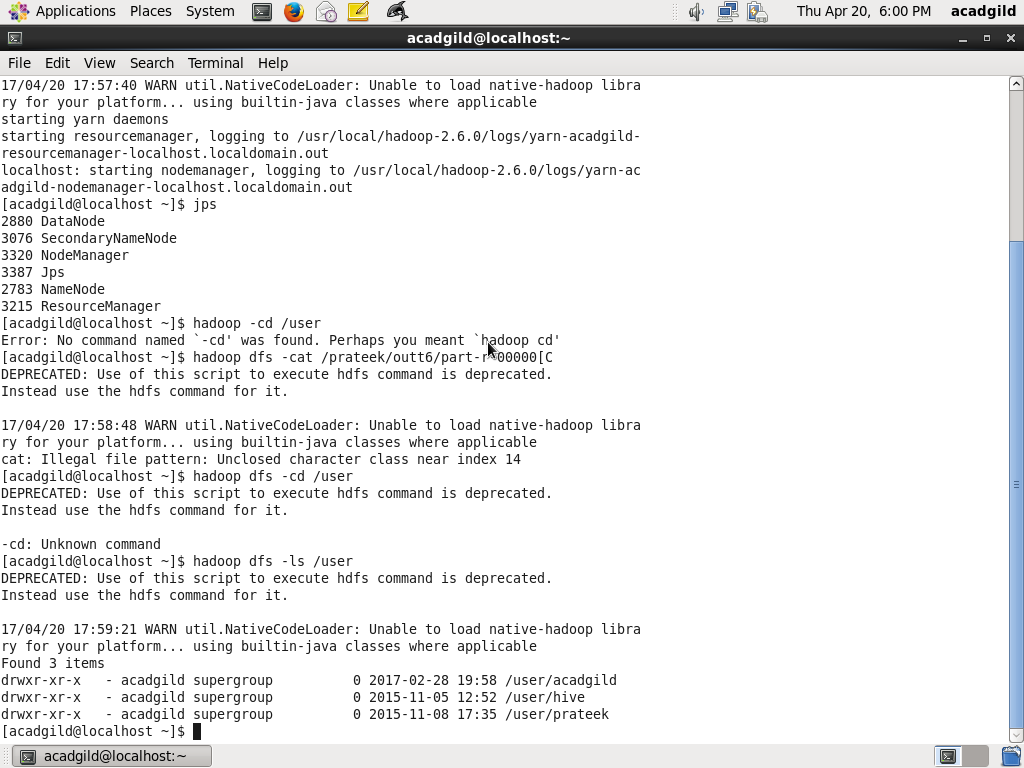 Applications Places System Thu Apr 20, 6:00 PM acadgild
acadgild@localhost:~
File Edit View Search Terminal Help
17/04/20 17:57:40 WARN util.NativeCodeLoader: Unable to load native-hadoop libra
ry for your platform... using builtin-java classes where applicable
starting yarn daemons
starting resourcemanager, logging to /usr/local/hadoop-2.6.0/logs/yarn-acadgild-
resourcemanager-localhost.localdomain.out
localhost: starting nodemanager, logging to /usr/local/hadoop-2.6.0/logs/yarn-ac
adgild-nodemanager-localhost.localdomain.out
[acadgild@localhost ~]$ jps
2880 DataNode
3076 SecondaryNameNode
3320 NodeManager
3387 Jps
2783 NameNode
3215 ResourceManager
[acadgild@localhost ~]$ hadoop -cd /user
Error: No command named `-cd' was found. Perhaps you meant `hadoop cd'
[acadgild@localhost ~]$ hadoop dfs -cat /prateek/outt6/part-r-00000[C
DEPRECATED: Use of this script to execute hdfs command is deprecated.
Instead use the hdfs command for it.
17/04/20 17:58:48 WARN util.NativeCodeLoader: Unable to load native-hadoop libra
ry for your platform... using builtin-java classes where applicable
cat: Illegal file pattern: Unclosed character class near index 14
[acadgild@localhost ~]$ hadoop dfs -cd /user
DEPRECATED: Use of this script to execute hdfs command is deprecated.
Instead use the hdfs command for it.
-cd: Unknown command
[acadgild@localhost ~]$ hadoop dfs -ls /user
DEPRECATED: Use of this script to execute hdfs command is deprecated.
Instead use the hdfs command for it.
17/04/20 17:59:21 WARN util.NativeCodeLoader: Unable to load native-hadoop libra
ry for your platform... using builtin-java classes where applicable
Found 3 items
drwxr-xr-x   - acadgild supergroup          0 2017-02-28 19:58 /user/acadgild
drwxr-xr-x   - acadgild supergroup          0 2015-11-05 12:52 /user/hive
drwxr-xr-x   - acadgild supergroup          0 2015-11-08 17:35 /user/prateek
[acadgild@localhost ~]$
acadgild@localhost:~